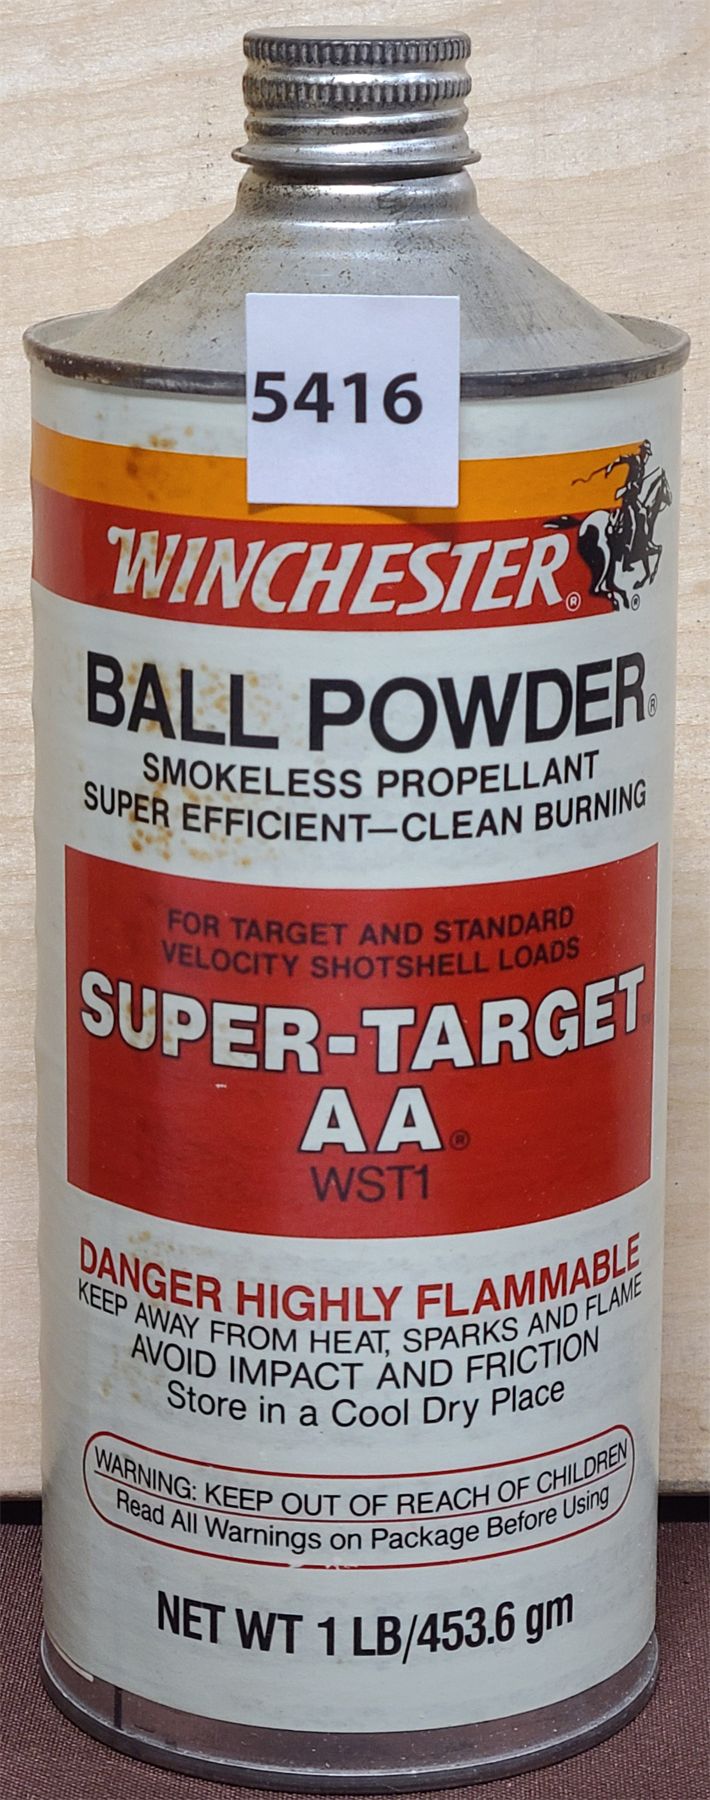 5416
WINCHESTER®
®
BALL POWDER®
SMOKELESS PROPELLANT
SUPER EFFICIENT—CLEAN BURNING
FOR TARGET AND STANDARD
VELOCITY SHOTSHELL LOADS
SUPER-TARGET™
AA®
WST1
DANGER HIGHLY FLAMMABLE
KEEP AWAY FROM HEAT, SPARKS AND FLAME
AVOID IMPACT AND FRICTION
Store in a Cool Dry Place
WARNING: KEEP OUT OF REACH OF CHILDREN
Read All Warnings on Package Before Using
NET WT 1 LB/453.6 gm